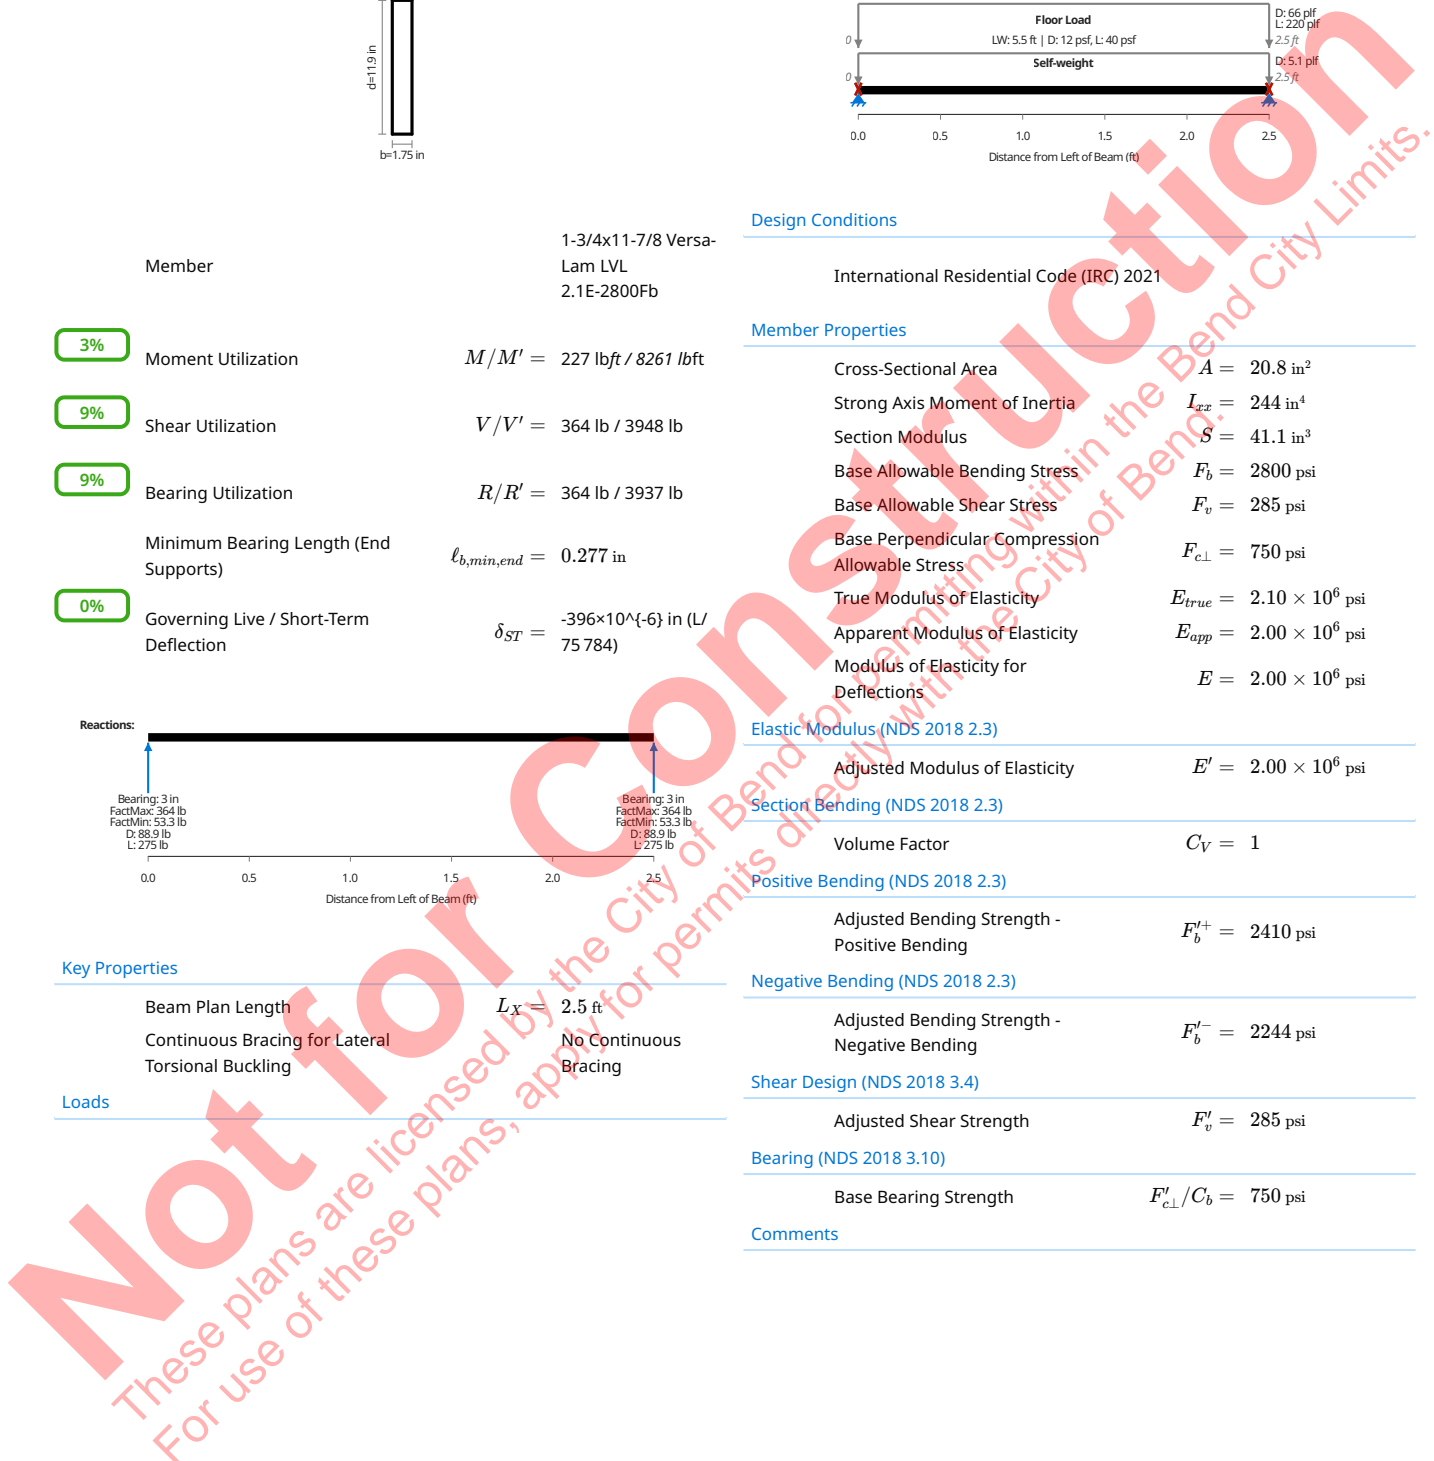 d=11.9 in
b=1.75 in
Floor Load
LW: 5.5 ft | D: 12 psf, L: 40 psf
D: 66 plf
L: 220 plf
0
2.5 ft
Self-weight
D: 5.1 plf
0
2.5 ft
0.0 0.5 1.0 1.5 2.0 2.5
Distance from Left of Beam (ft)
Member
1-3/4x11-7/8 Versa-
Lam LVL
2.1E-2800Fb
3%
Moment Utilization M/M′ = 227 lbft / 8261 lbft
9%
Shear Utilization V/V′ = 364 lb / 3948 lb
9%
Bearing Utilization R/R′ = 364 lb / 3937 lb
Minimum Bearing Length (End
Supports)
ℓb,min,end = 0.277 in
0%
Governing Live / Short-Term
Deflection
δST = -396×10^{-6} in (L/
75 784)
Reactions:
Bearing: 3 in
FactMax: 364 lb
FactMin: 53.3 lb
D: 88.9 lb
L: 275 lb
Bearing: 3 in
FactMax: 364 lb
FactMin: 53.3 lb
D: 88.9 lb
L: 275 lb
0.0 0.5 1.0 1.5 2.0 2.5
Distance from Left of Beam (ft)
Key Properties
Beam Plan Length LX = 2.5 ft
Continuous Bracing for Lateral
Torsional Buckling
No Continuous
Bracing
Loads
Design Conditions
International Residential Code (IRC) 2021
Member Properties
Cross-Sectional Area A = 20.8 in²
Strong Axis Moment of Inertia Ixx = 244 in⁴
Section Modulus S = 41.1 in³
Base Allowable Bending Stress Fb = 2800 psi
Base Allowable Shear Stress Fv = 285 psi
Base Perpendicular Compression
Allowable Stress
Fc⊥ = 750 psi
True Modulus of Elasticity Etrue = 2.10 × 10⁶ psi
Apparent Modulus of Elasticity Eapp = 2.00 × 10⁶ psi
Modulus of Elasticity for
Deflections
E = 2.00 × 10⁶ psi
Elastic Modulus (NDS 2018 2.3)
Adjusted Modulus of Elasticity E′ = 2.00 × 10⁶ psi
Section Bending (NDS 2018 2.3)
Volume Factor CV = 1
Positive Bending (NDS 2018 2.3)
Adjusted Bending Strength -
Positive Bending
Fb′+ = 2410 psi
Negative Bending (NDS 2018 2.3)
Adjusted Bending Strength -
Negative Bending
Fb′− = 2244 psi
Shear Design (NDS 2018 3.4)
Adjusted Shear Strength Fv′ = 285 psi
Bearing (NDS 2018 3.10)
Base Bearing Strength Fc⊥′/Cb = 750 psi
Comments
Not for Construction
These plans are licensed by the City of Bend for permitting within the Bend City Limits.
For use of these plans, apply for permits directly with the City of Bend.